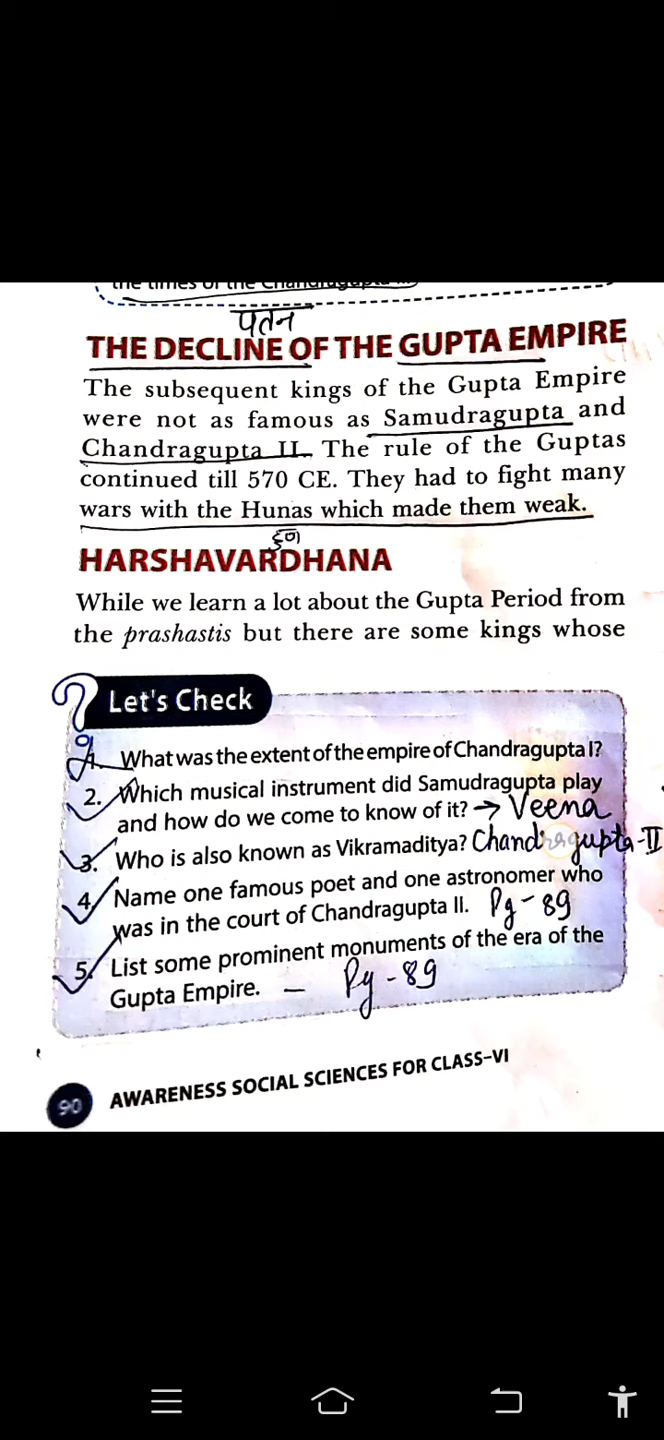 the times of the Chandragupta II.
पतन
THE DECLINE OF THE GUPTA EMPIRE
The subsequent kings of the Gupta Empire
were not as famous as Samudragupta and
Chandragupta II. The rule of the Guptas
continued till 570 CE. They had to fight many
wars with the Hunas which made them weak.
हूण
HARSHAVARDHANA
While we learn a lot about the Gupta Period from
the prashastis but there are some kings whose
? Let's Check
1. What was the extent of the empire of Chandragupta I?
2. Which musical instrument did Samudragupta play
and how do we come to know of it? → Veena
3. Who is also known as Vikramaditya? Chandragupta-II
4. Name one famous poet and one astronomer who
was in the court of Chandragupta II. Pg-89
5. List some prominent monuments of the era of the
Gupta Empire. — Pg-89
90 AWARENESS SOCIAL SCIENCES FOR CLASS–VI